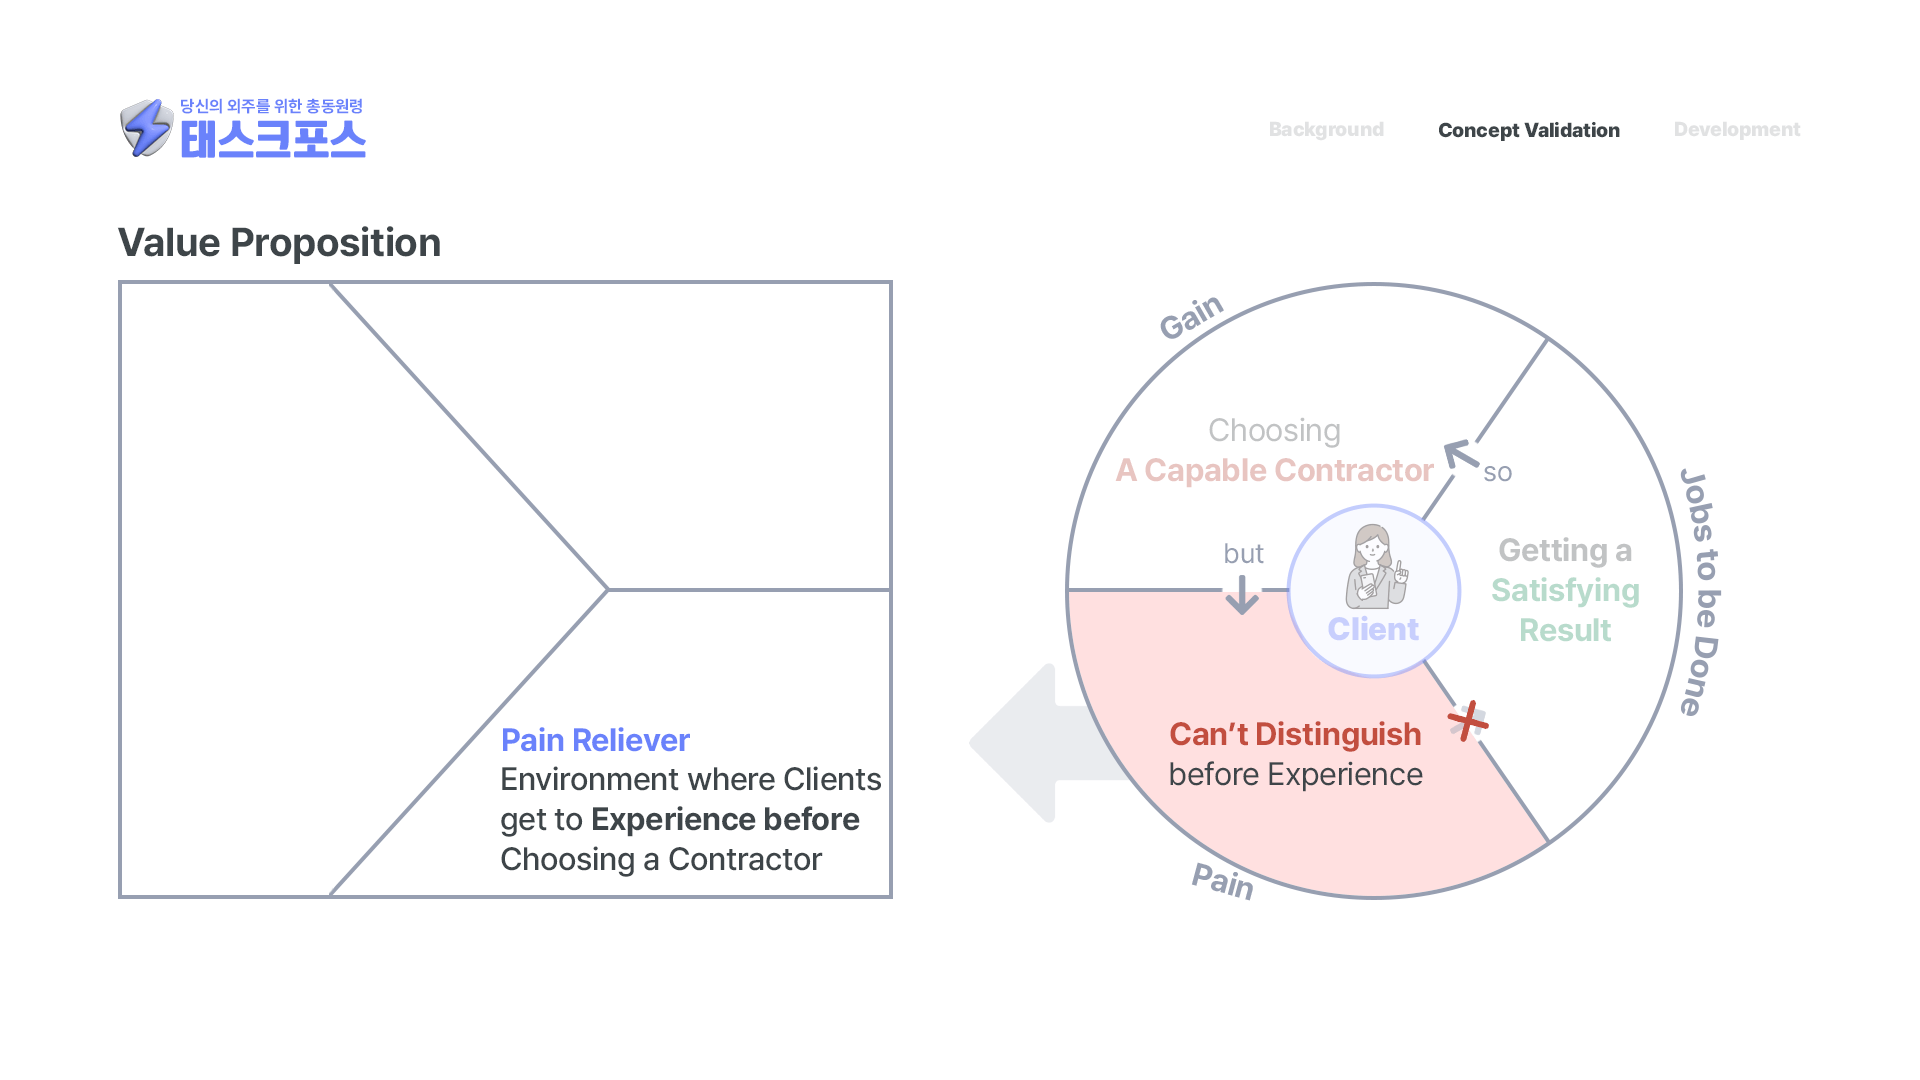 당신의 외주를 위한 총동원령
태스크포스
Background
Concept Validation
Development
Value Proposition
Pain Reliever
Environment where Clients
get to Experience before
Choosing a Contractor
Gain
Choosing
A Capable Contractor
so
but
Client
Getting a
Satisfying
Result
Jobs to be Done
Can’t Distinguish
before Experience
Pain